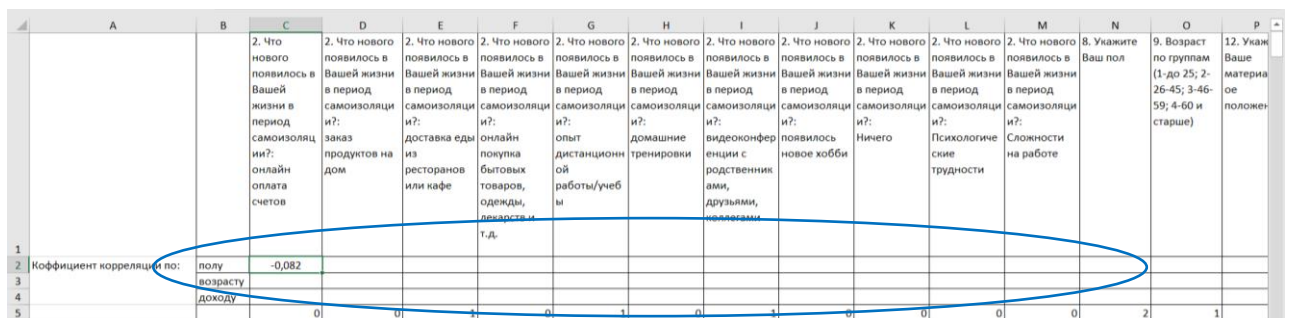 A B C D E F G H I J K L M N O P
1
2. Что
нового
появилось в
Вашей
жизни в
период
самоизоляц
ии?:
онлайн
оплата
счетов
2. Что нового
появилось в
Вашей жизни
в период
самоизоляци
и?:
заказ
продуктов на
дом
2. Что нового
появилось в
Вашей жизни
в период
самоизоляци
и?:
доставка еды
из
ресторанов
или кафе
2. Что нового
появилось в
Вашей жизни
в период
самоизоляци
и?:
онлайн
покупка
бытовых
товаров,
одежды,
лекарств и
т.д.
2. Что нового
появилось в
Вашей жизни
в период
самоизоляци
и?:
опыт
дистанционн
ой
работы/учеб
ы
2. Что нового
появилось в
Вашей жизни
в период
самоизоляци
и?:
домашние
тренировки
2. Что нового
появилось в
Вашей жизни
в период
самоизоляци
и?:
видеоконфер
енции с
родственник
ами,
друзьями,
коллегами
2. Что нового
появилось в
Вашей жизни
в период
самоизоляци
и?:
появилось
новое хобби
2. Что нового
появилось в
Вашей жизни
в период
самоизоляци
и?:
Ничего
2. Что нового
появилось в
Вашей жизни
в период
самоизоляци
и?:
Психологиче
ские
трудности
2. Что нового
появилось в
Вашей жизни
в период
самоизоляци
и?:
Сложности
на работе
8. Укажите
Ваш пол
9. Возраст
по группам
(1-до 25; 2-
26-45; 3-46-
59; 4-60 и
старше)
12. Укаж
Ваше
материа
ое
положен
2 Коффициент корреляции по: полу -0,082
3 возрасту
4 доходу
5 0 0 1 0 1 0 1 0 0 0 0 2 1